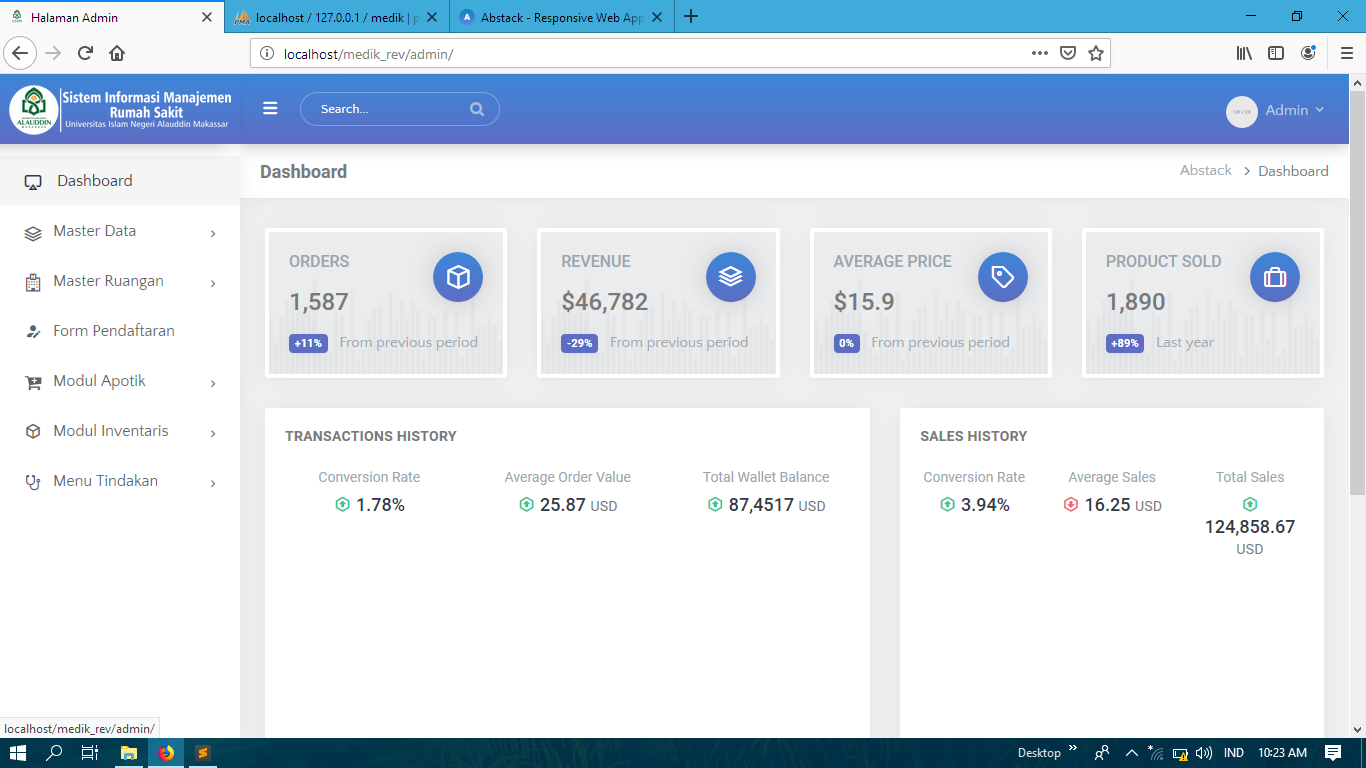 Halaman Admin
localhost / 127.0.0.1 / medik | p
Abstack - Responsive Web App
localhost/medik_rev/admin/
ALAUDDIN
Sistem Informasi Manajemen
Rumah Sakit
Universitas Islam Negeri Alauddin Makassar
Search...
Admin
Dashboard
Master Data
Master Ruangan
Form Pendaftaran
Modul Apotik
Modul Inventaris
Menu Tindakan
Dashboard
Abstack > Dashboard
ORDERS
1,587
+11% From previous period
REVENUE
$46,782
-29% From previous period
AVERAGE PRICE
$15.9
0% From previous period
PRODUCT SOLD
1,890
+89% Last year
TRANSACTIONS HISTORY
Conversion Rate
1.78%
Average Order Value
25.87 USD
Total Wallet Balance
87,4517 USD
SALES HISTORY
Conversion Rate
3.94%
Average Sales
16.25 USD
Total Sales
124,858.67
USD
localhost/medik_rev/admin/
Desktop
IND
10:23 AM